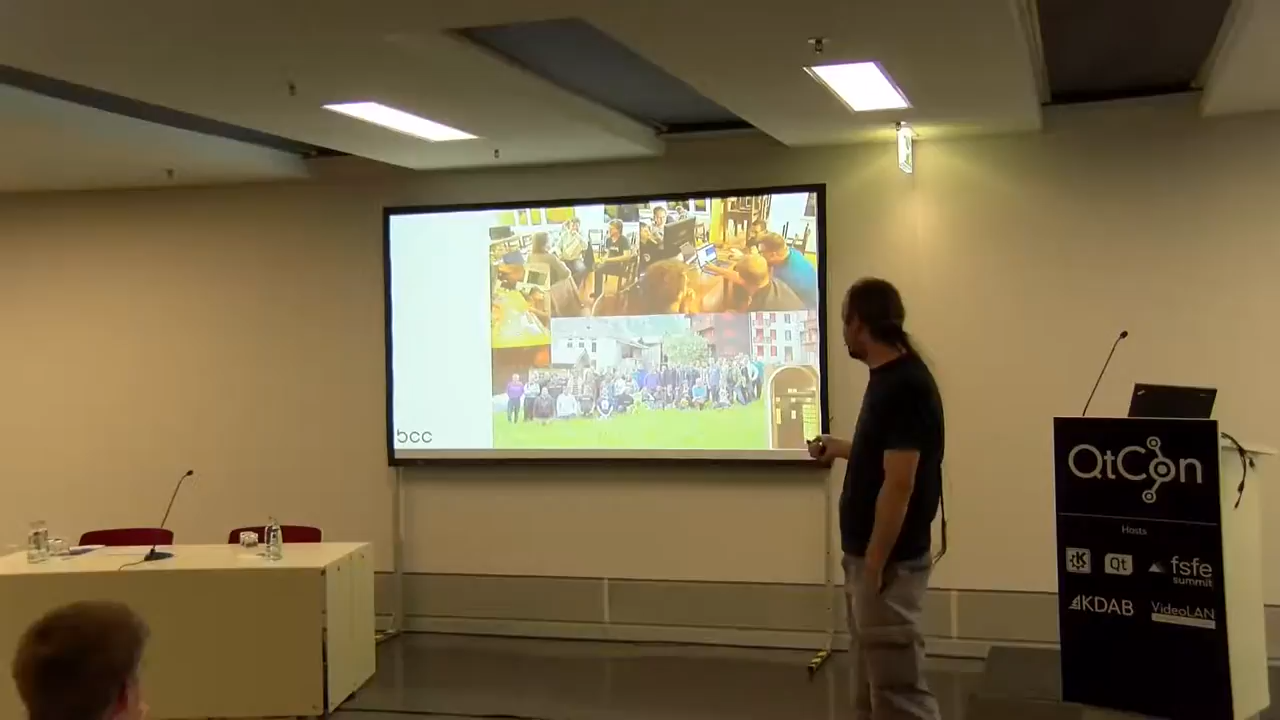 bcc
QtCon
Hosts
Qt
fsfe
summit
KDAB
VideoLAN